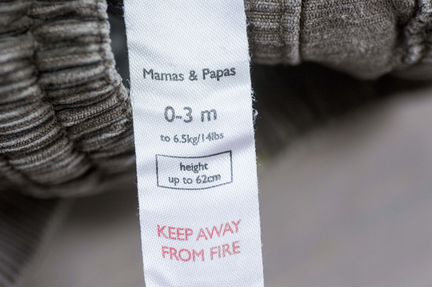 Mamas & Papas
0-3 m
to 6.5kg/14lbs
height
up to 62cm
KEEP AWAY
FROM FIRE